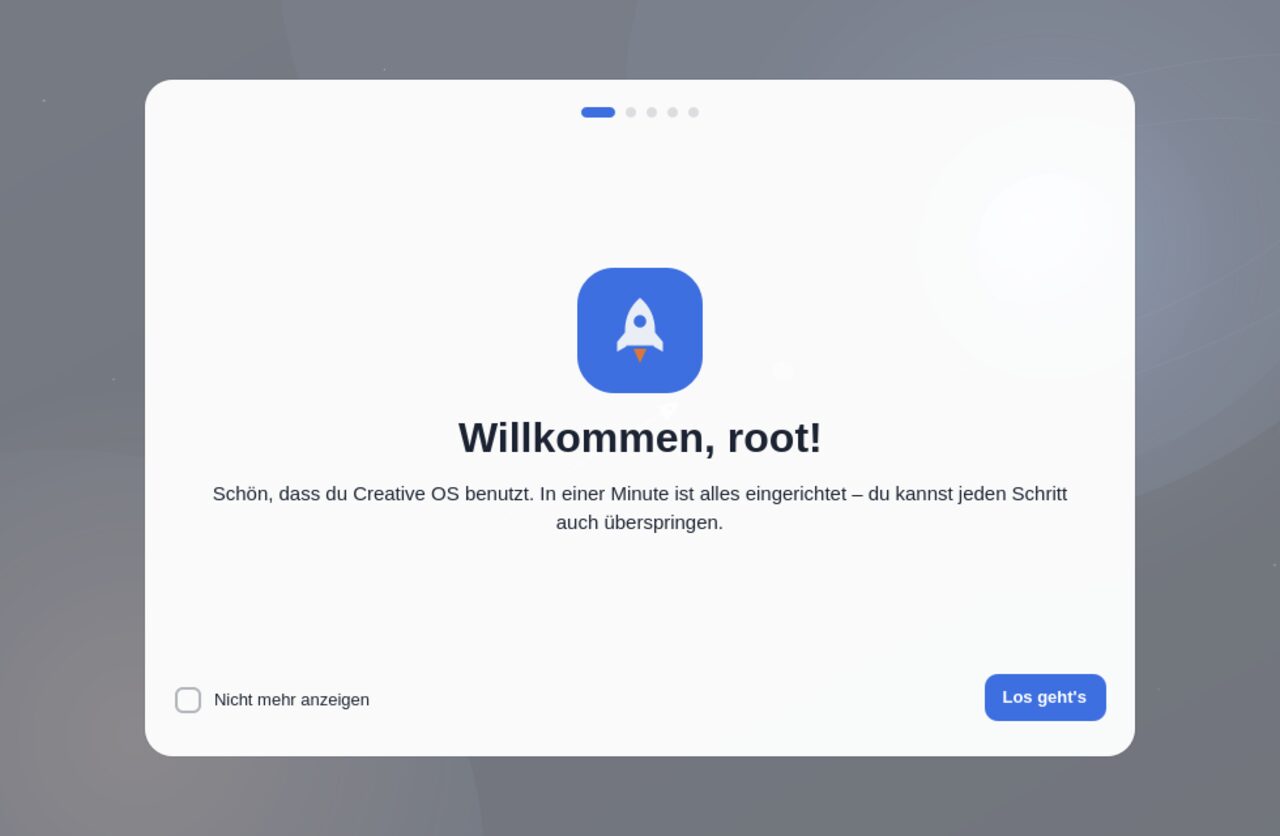 Willkommen, root!
Schön, dass du Creative OS benutzt. In einer Minute ist alles eingerichtet – du kannst jeden Schritt
auch überspringen.
Nicht mehr anzeigen
Los geht's